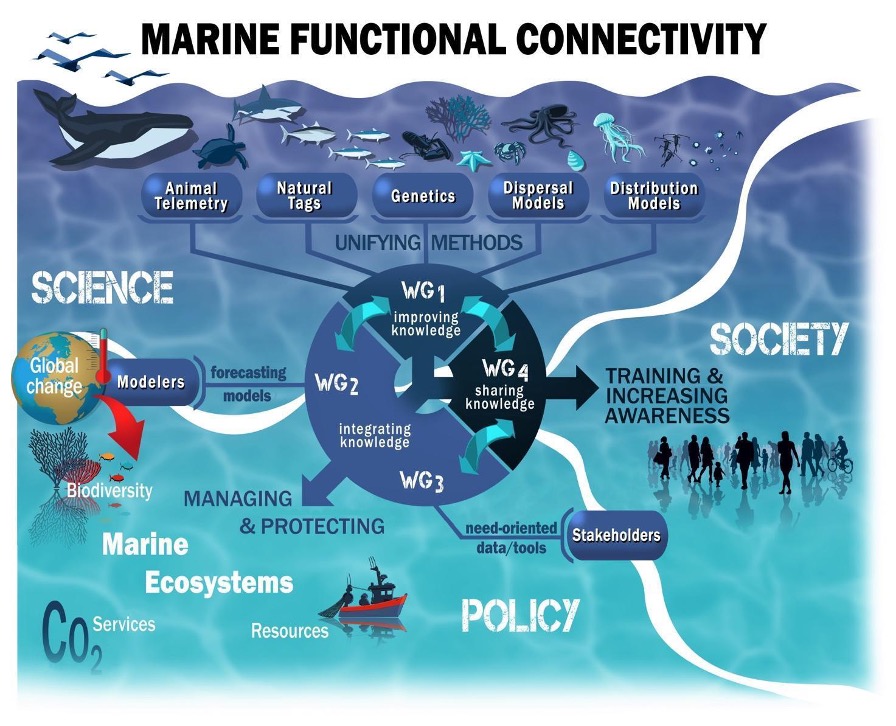 MARINE FUNCTIONAL CONNECTIVITY
Animal
Telemetry
Natural
Tags
Genetics
Dispersal
Models
Distribution
Models
UNIFYING METHODS
SCIENCE
WG1
improving
knowledge
SOCIETY
Global
change
Modelers
forecasting
models
WG2
integrating
knowledge
WG4
sharing
knowledge
TRAINING &
INCREASING
AWARENESS
WG3
Biodiversity
MANAGING
& PROTECTING
need-oriented
data/tools
Stakeholders
Marine
Ecosystems
Co2
Services
Resources
POLICY